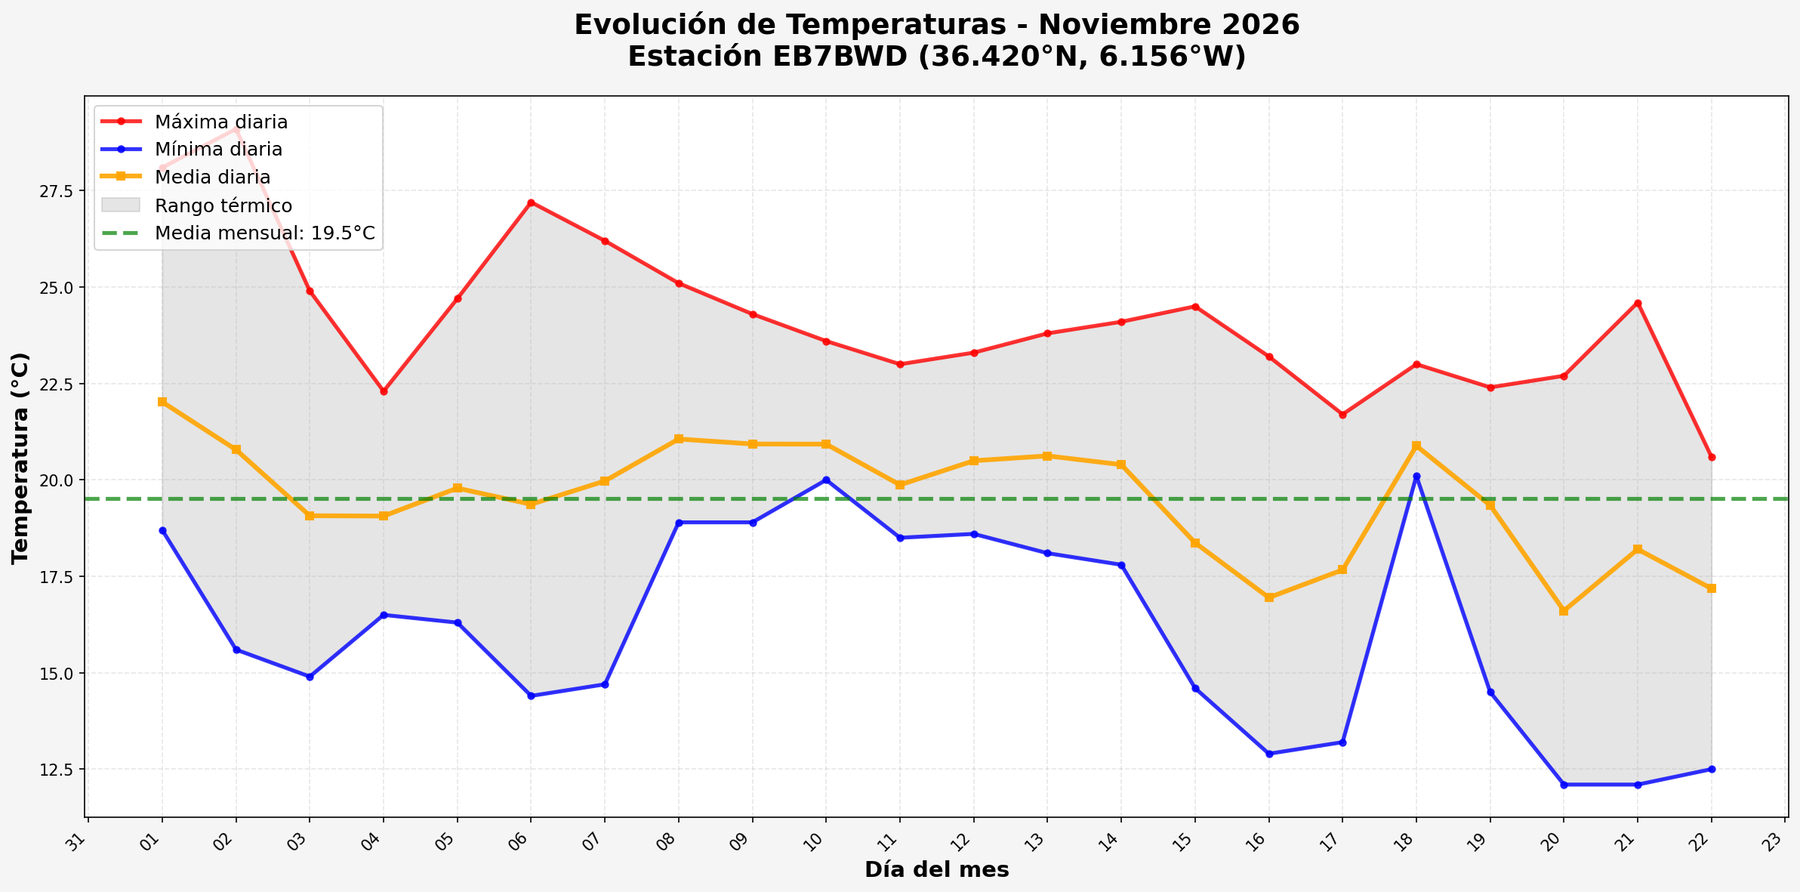 Evolución de Temperaturas - Noviembre 2026
Estación EB7BWD (36.420°N, 6.156°W)
Máxima diaria
Mínima diaria
Media diaria
Rango térmico
Media mensual: 19.5°C
Temperatura (°C)
27.5
25.0
22.5
20.0
17.5
15.0
12.5
31 01 02 03 04 05 06 07 08 09 10 11 12 13 14 15 16 17 18 19 20 21 22 23
Día del mes